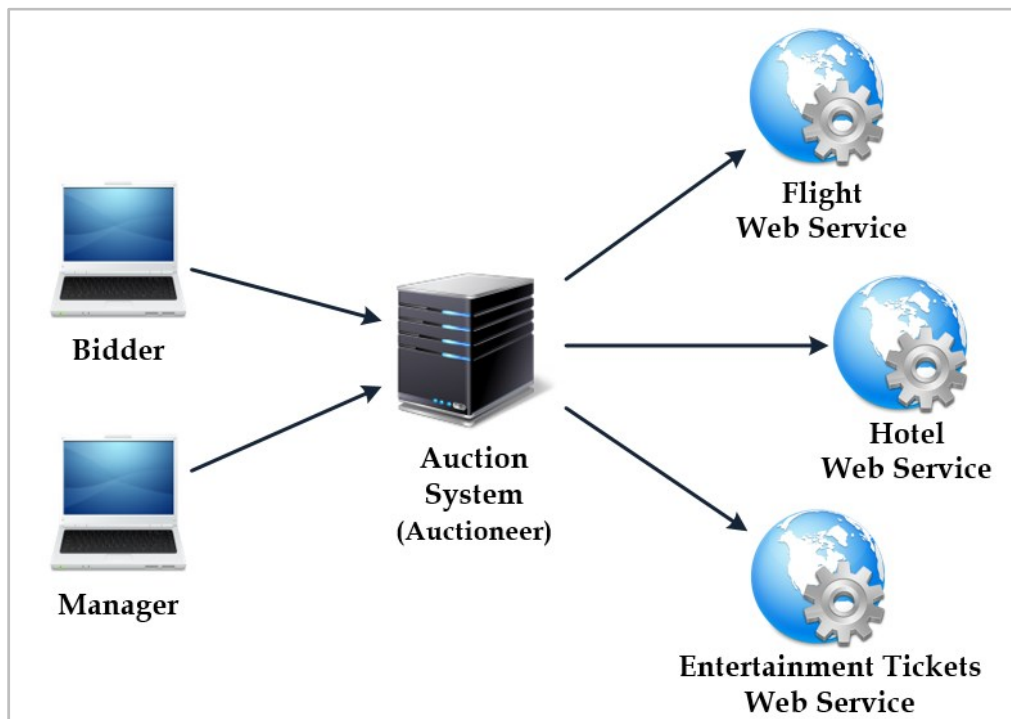 Bidder
Manager
Auction
System
(Auctioneer)
Flight
Web Service
Hotel
Web Service
Entertainment Tickets
Web Service